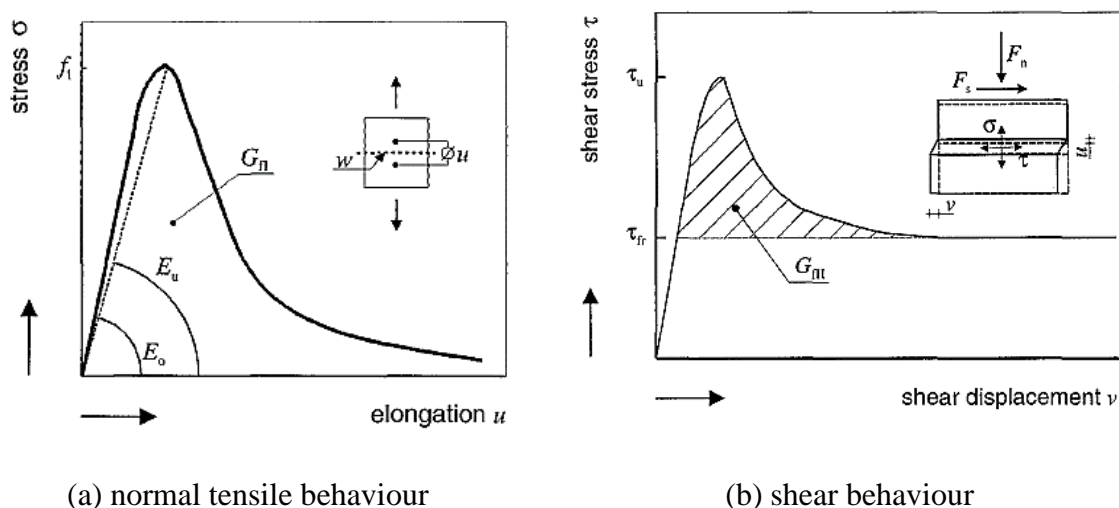 stress σ
f_t
G_fI
E_u
E_o
w
u
elongation u
(a) normal tensile behaviour
shear stress τ
τ_u
τ_fr
G_fII
F_n
F_s
σ
τ
u
v
shear displacement v
(b) shear behaviour